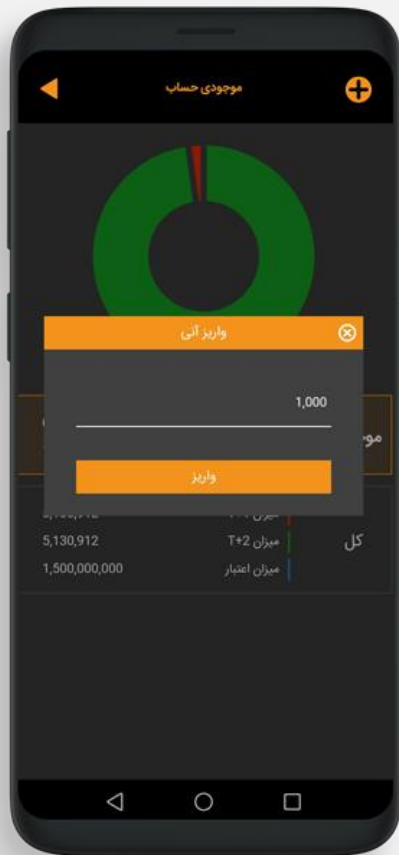 موجودی حساب
واریز آنی
1,000
واریز
کل
میزان T+2 5,130,912
میزان اعتبار 1,500,000,000